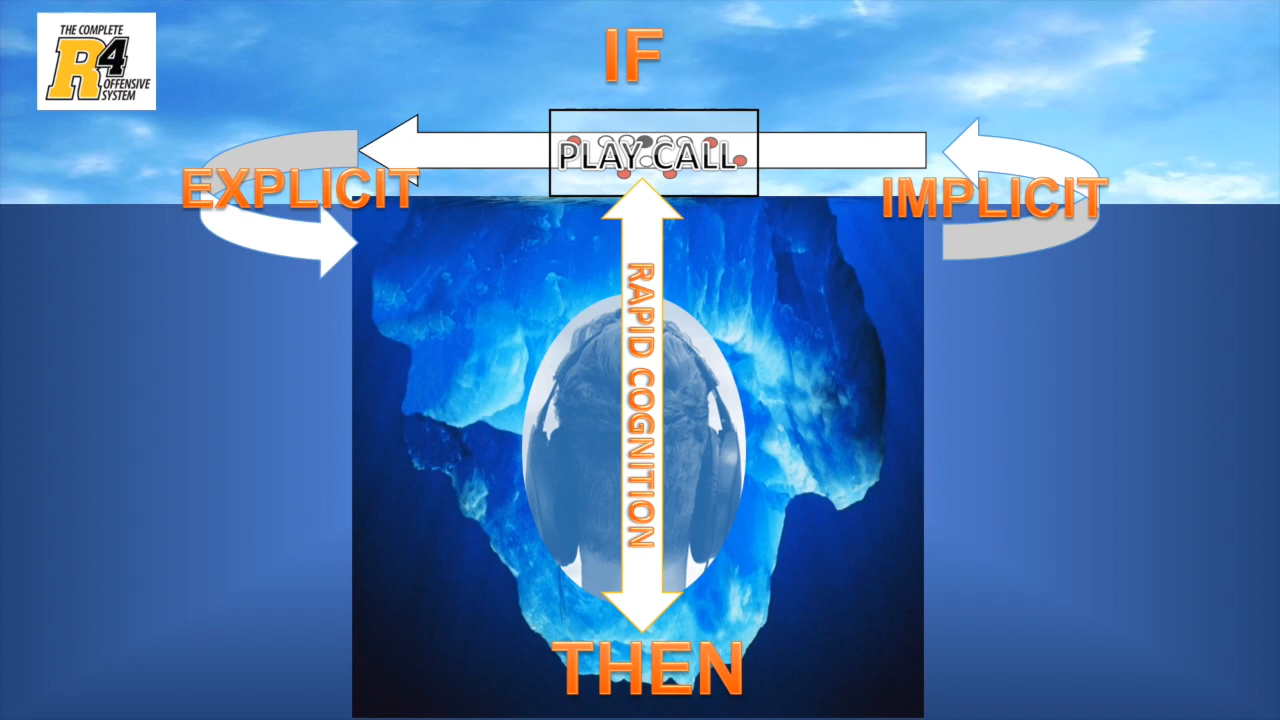 THE COMPLETE
R4
OFFENSIVE
SYSTEM
IF
PLAY CALL
EXPLICIT
IMPLICIT
RAPID COGNITION
THEN